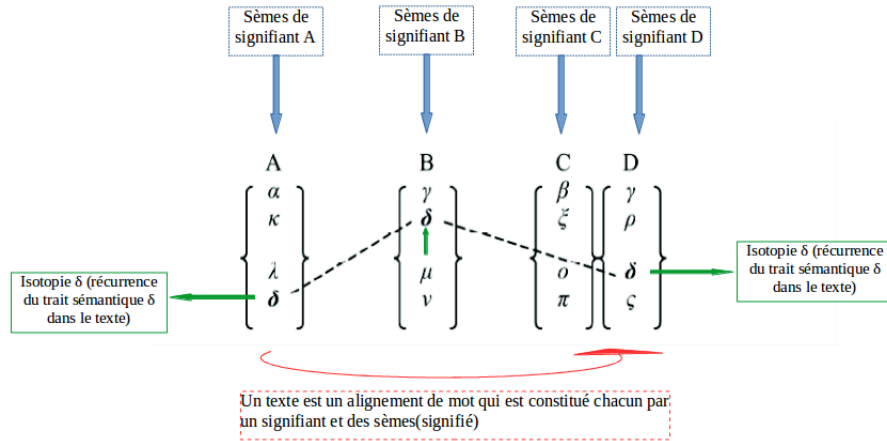 Sèmes de
signifiant A
Sèmes de
signifiant B
Sèmes de
signifiant C
Sèmes de
signifiant D
A
α
κ
λ
δ
B
γ
δ
μ
ν
C
β
ξ
ο
π
D
γ
ρ
δ
ς
Isotopie δ (récurrence
du trait sémantique δ
dans le texte)
Isotopie δ (récurrence
du trait sémantique δ
dans le texte)
Un texte est un alignement de mot qui est constitué chacun par
un signifiant et des sèmes(signifié)